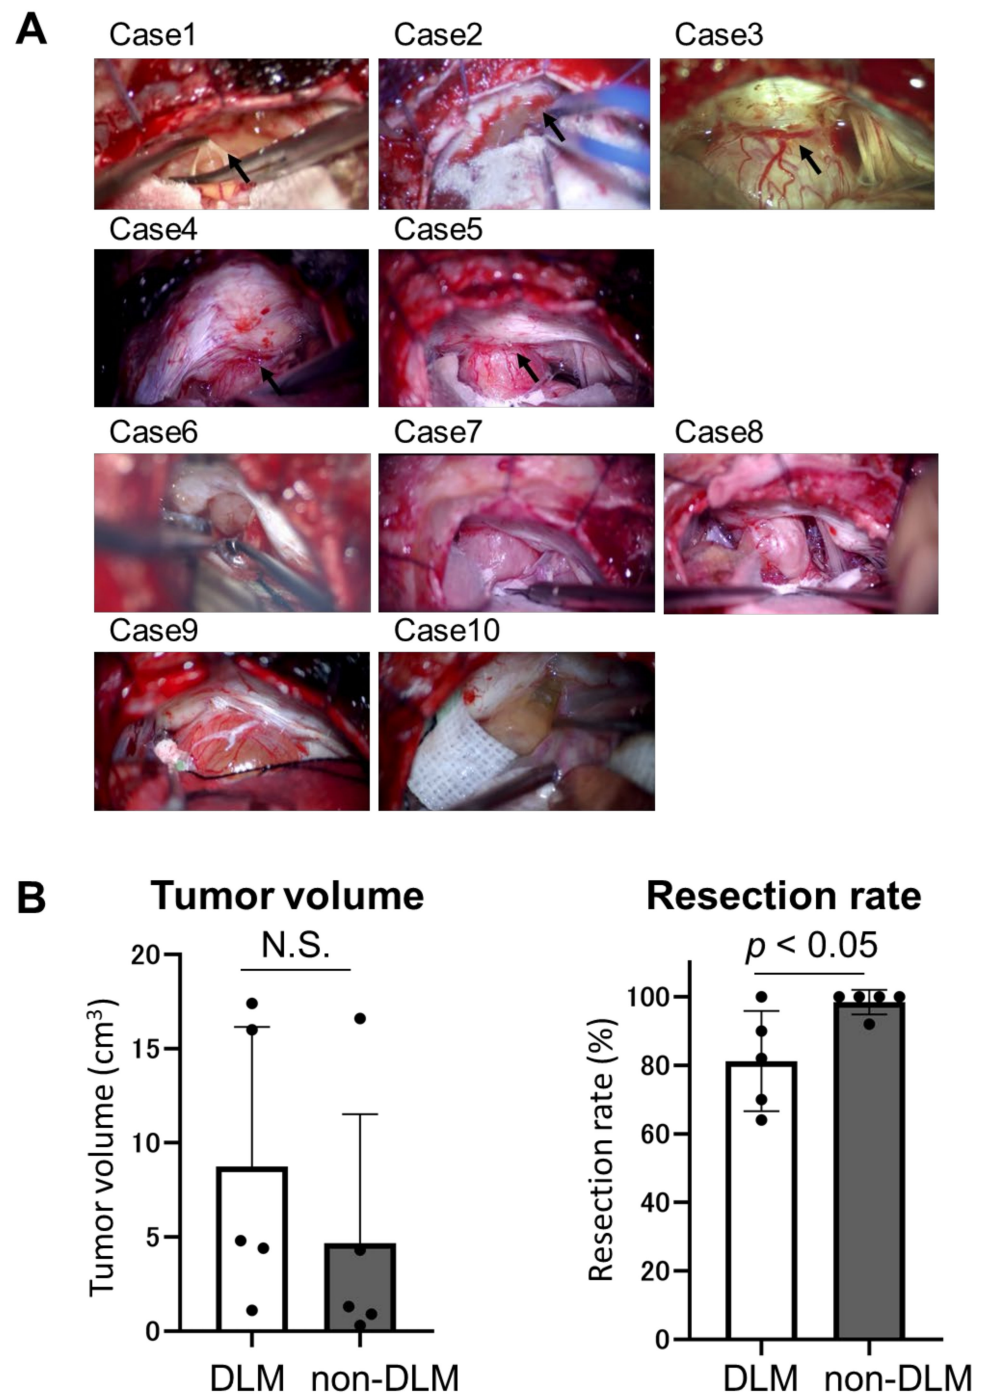 A
Case1 Case2 Case3
Case4 Case5
Case6 Case7 Case8
Case9 Case10
B
Tumor volume
N.S.
Tumor volume (cm³)
20
15
10
5
0
DLM non-DLM
Resection rate
p < 0.05
Resection rate (%)
100
80
60
40
20
0
DLM non-DLM